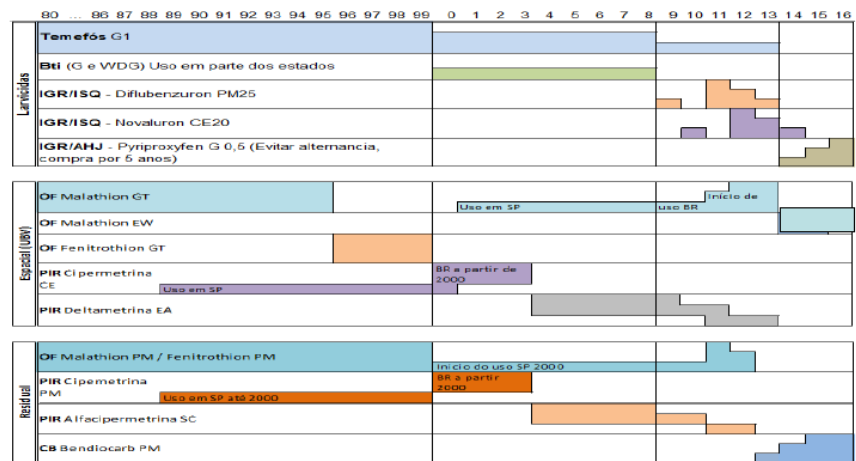 80 ... 86 87 88 89 90 91 92 93 94 95 96 97 98 99 0 1 2 3 4 5 6 7 8 9 10 11 12 13 14 15 16
Larvicidas
Temefós G1
Bti (G e WDG) Uso em parte dos estados
IGR/ISQ - Diflubenzuron PM25
IGR/ISQ - Novaluron CE20
IGR/AHJ - Pyriproxyfen G 0,5 (Evitar alternancia,
compra por 5 anos)
Espacial (UBV)
OF Malathion GT
Início de
Uso em SP
uso BR
OF Malathion EW
OF Fenitrothion GT
PIR Cipermetrina
CE
BR a partir de
2000
Uso em SP
PIR Deltametrina EA
Residual
OF Malathion PM / Fenitrothion PM
Inicio do uso SP 2000
PIR Cipemetrina
PM
BR a partir
2000
Uso em SP até 2000
PIR Alfacipermetrina SC
CB Bendiocarb PM